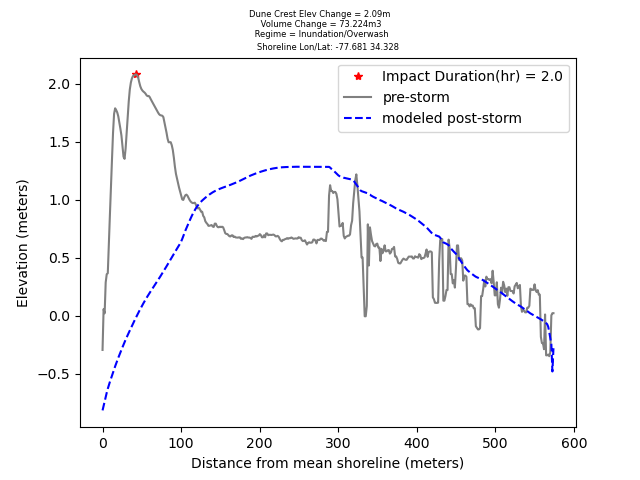 Dune Crest Elev Change = 2.09m
Volume Change = 73.224m3
Regime = Inundation/Overwash
Shoreline Lon/Lat: -77.681 34.328
Impact Duration(hr) = 2.0
pre-storm
modeled post-storm
2.0
1.5
1.0
0.5
0.0
−0.5
Elevation (meters)
0 100 200 300 400 500 600
Distance from mean shoreline (meters)